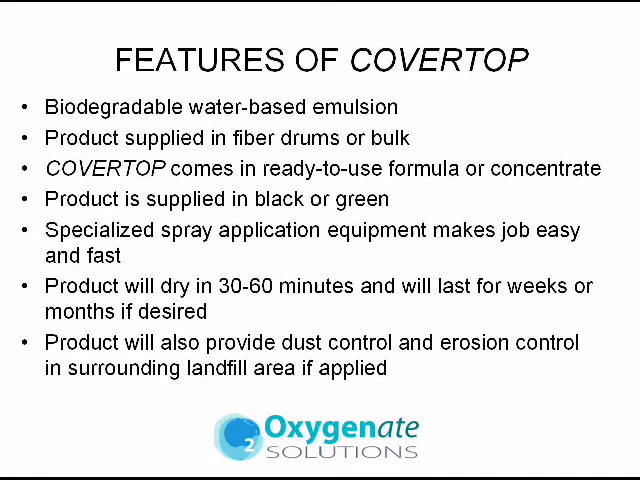 FEATURES OF COVERTOP
• Biodegradable water-based emulsion
• Product supplied in fiber drums or bulk
• COVERTOP comes in ready-to-use formula or concentrate
• Product is supplied in black or green
• Specialized spray application equipment makes job easy
and fast
• Product will dry in 30-60 minutes and will last for weeks or
months if desired
• Product will also provide dust control and erosion control
in surrounding landfill area if applied
2 Oxygenate
SOLUTIONS